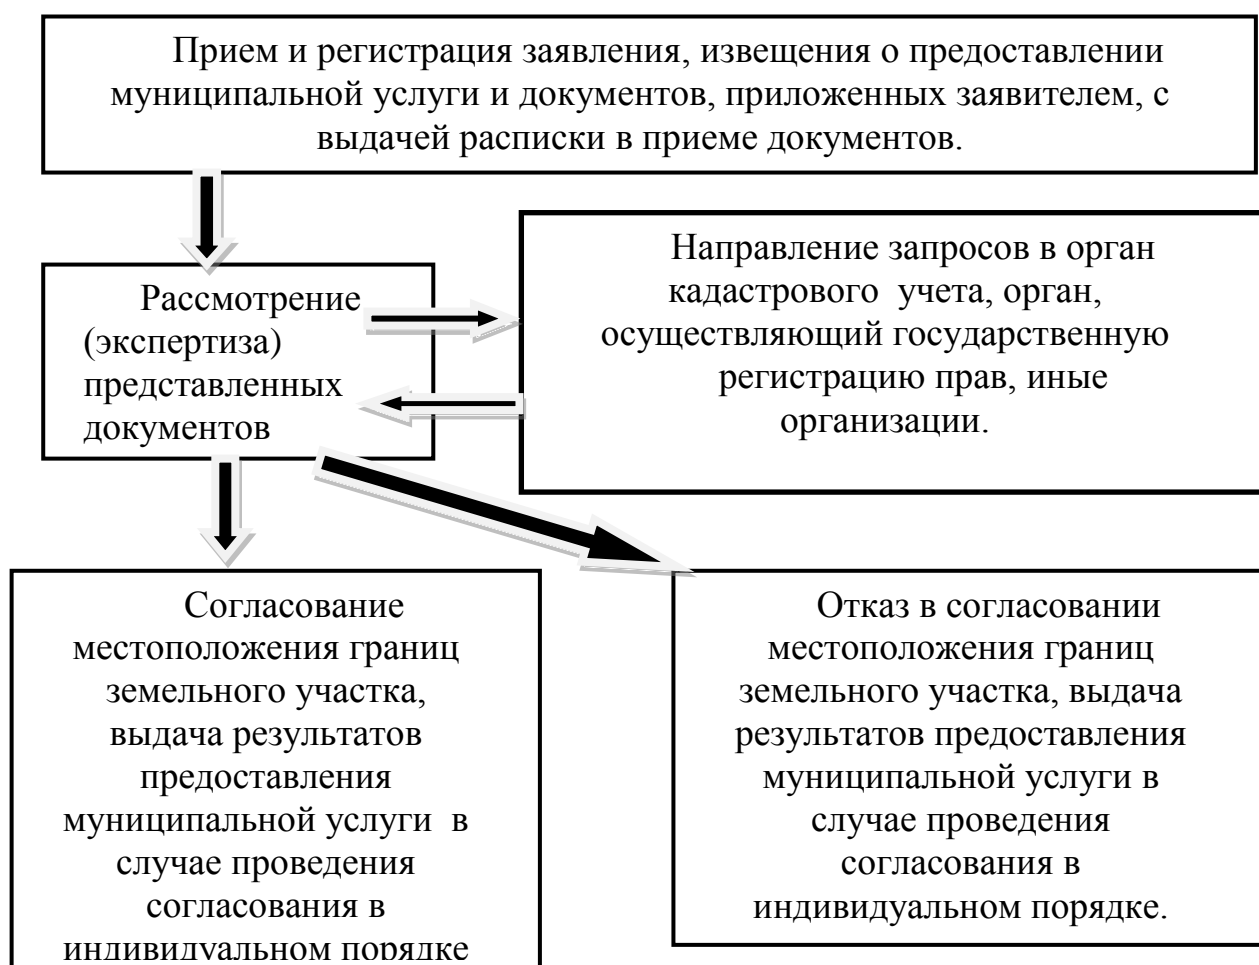 Прием и регистрация заявления, извещения о предоставлении
муниципальной услуги и документов, приложенных заявителем, с
выдачей расписки в приеме документов.
Направление запросов в орган
кадастрового учета, орган,
осуществляющий государственную
регистрацию прав, иные
организации.
Рассмотрение
(экспертиза)
представленных
документов
Согласование
местоположения границ
земельного участка,
выдача результатов
предоставления
муниципальной услуги в
случае проведения
согласования в
индивидуальном порядке
Отказ в согласовании
местоположения границ
земельного участка, выдача
результатов предоставления
муниципальной услуги в
случае проведения
согласования в
индивидуальном порядке.